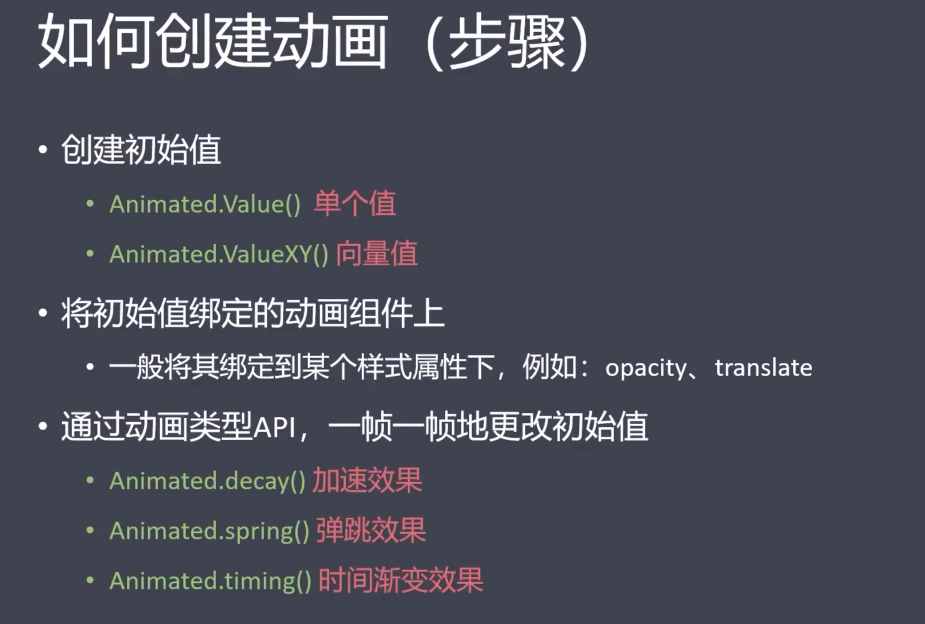 如何创建动画（步骤）
• 创建初始值
• Animated.Value() 单个值
• Animated.ValueXY() 向量值
• 将初始值绑定的动画组件上
• 一般将其绑定到某个样式属性下，例如：opacity、translate
• 通过动画类型API，一帧一帧地更改初始值
• Animated.decay() 加速效果
• Animated.spring() 弹跳效果
• Animated.timing() 时间渐变效果